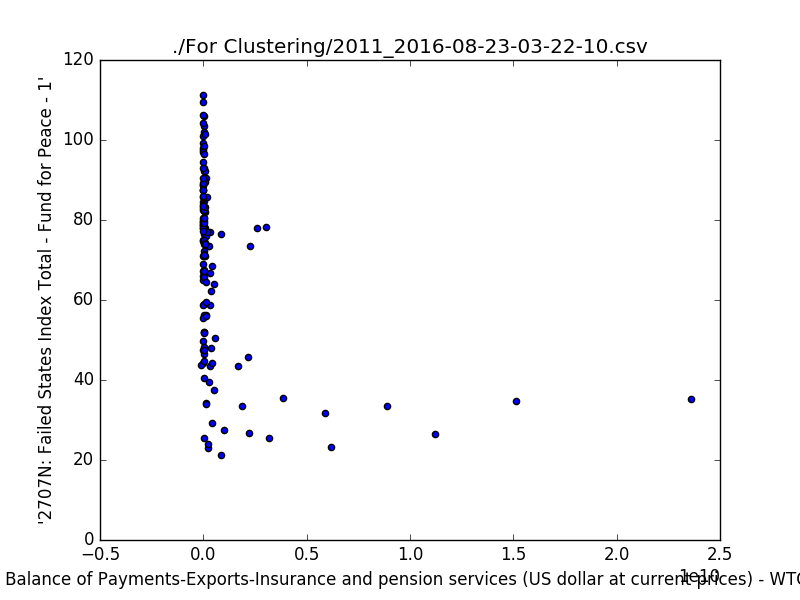 ./For Clustering/2011_2016-08-23-03-22-10.csv
'2707N: Failed States Index Total - Fund for Peace - 1'
120
100
80
60
40
20
0
−0.5 0.0 0.5 1.0 1.5 2.0 2.5
1e10
Balance of Payments-Exports-Insurance and pension services (US dollar at current prices) - WTO